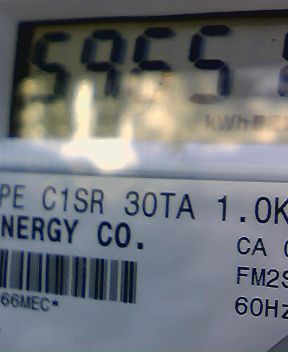 5955
kWh
PE C1SR 30TA 1.0K
NERGY CO.
CA
FM2S
66MEC*
60Hz